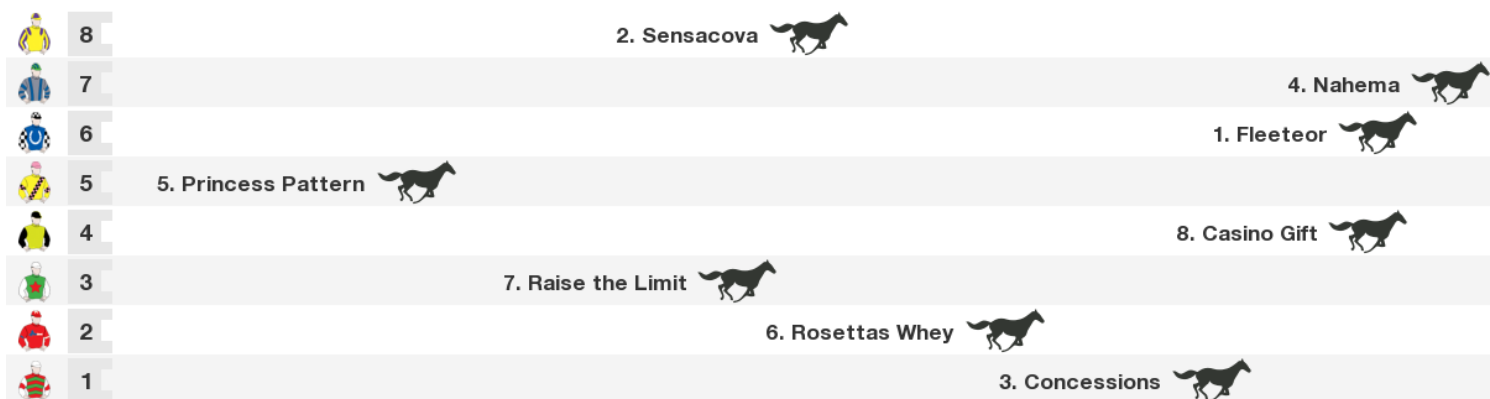 8 2. Sensacova
7 4. Nahema
6 1. Fleeteor
5 5. Princess Pattern
4 8. Casino Gift
3 7. Raise the Limit
2 6. Rosettas Whey
1 3. Concessions